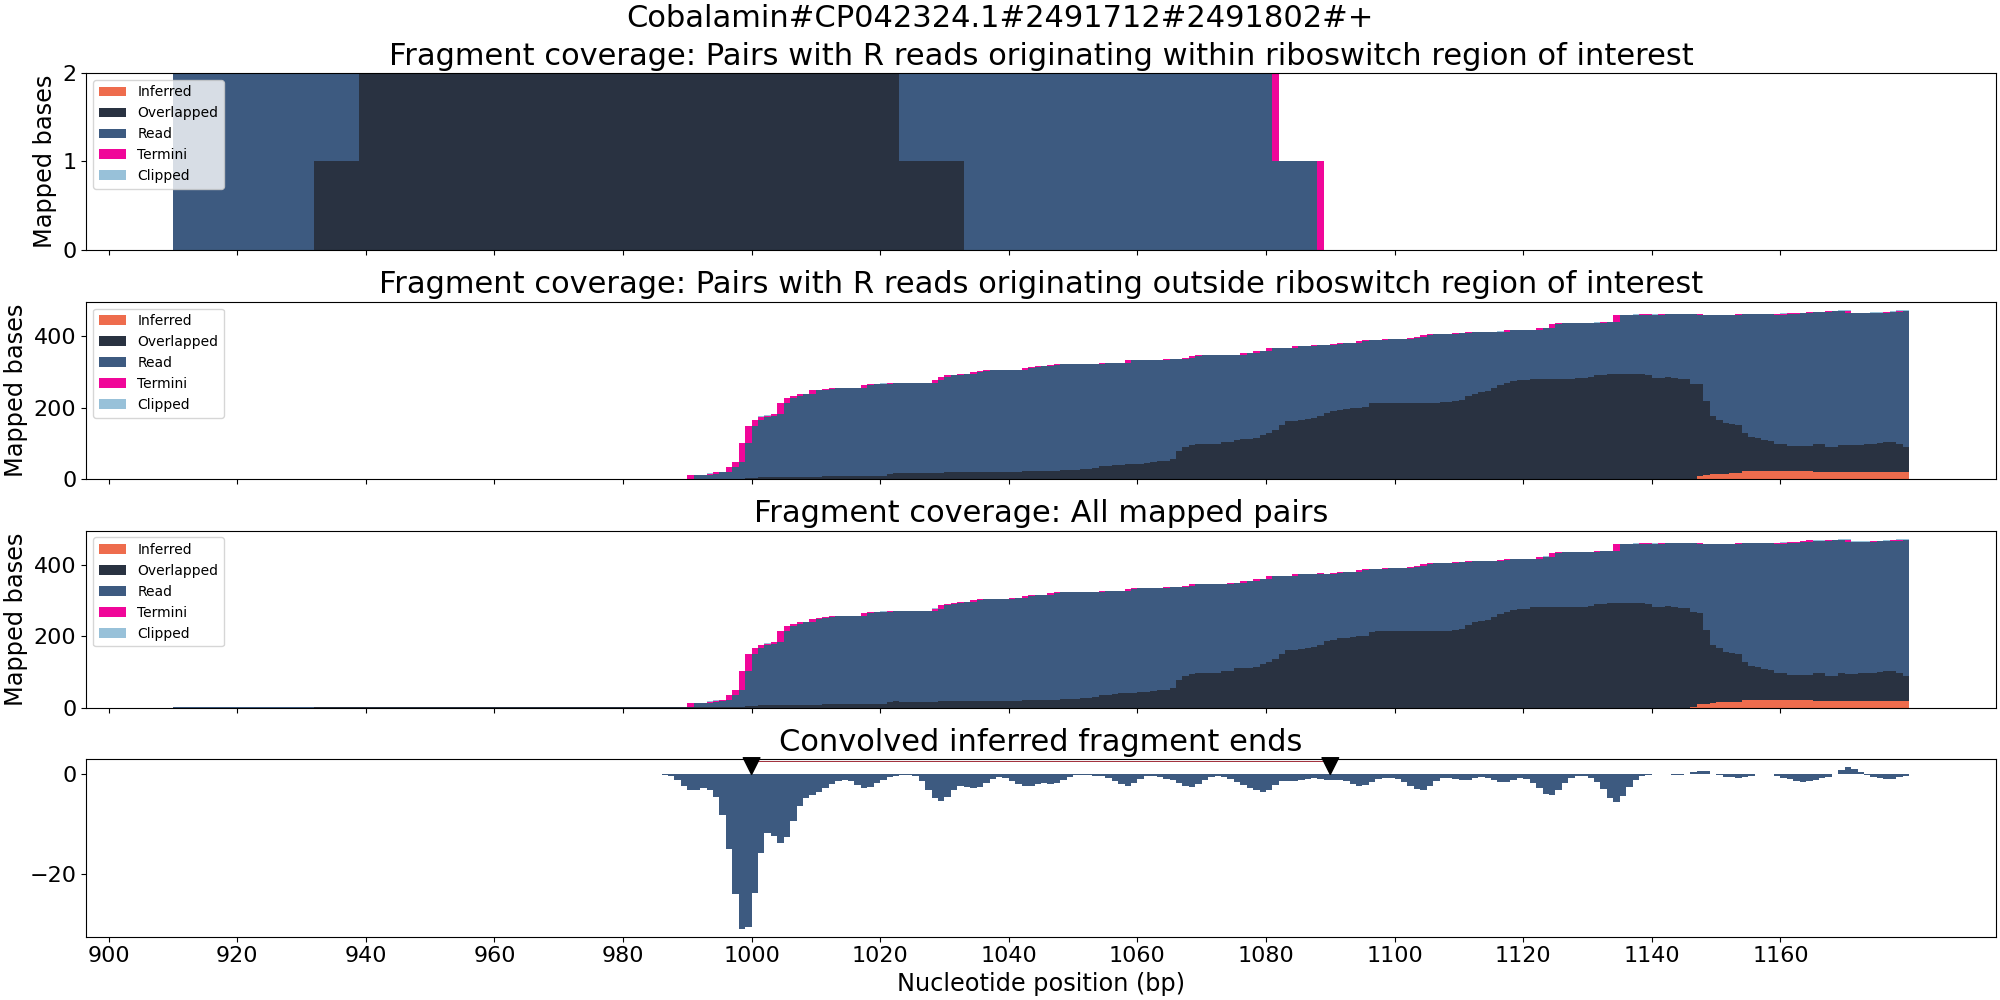 Cobalamin#CP042324.1#2491712#2491802#+
Fragment coverage: Pairs with R reads originating within riboswitch region of interest
Mapped bases
2
1
0
Inferred
Overlapped
Read
Termini
Clipped
Fragment coverage: Pairs with R reads originating outside riboswitch region of interest
Mapped bases
400
200
0
Inferred
Overlapped
Read
Termini
Clipped
Fragment coverage: All mapped pairs
Mapped bases
400
200
0
Inferred
Overlapped
Read
Termini
Clipped
Convolved inferred fragment ends
0
−20
900 920 940 960 980 1000 1020 1040 1060 1080 1100 1120 1140 1160
Nucleotide position (bp)